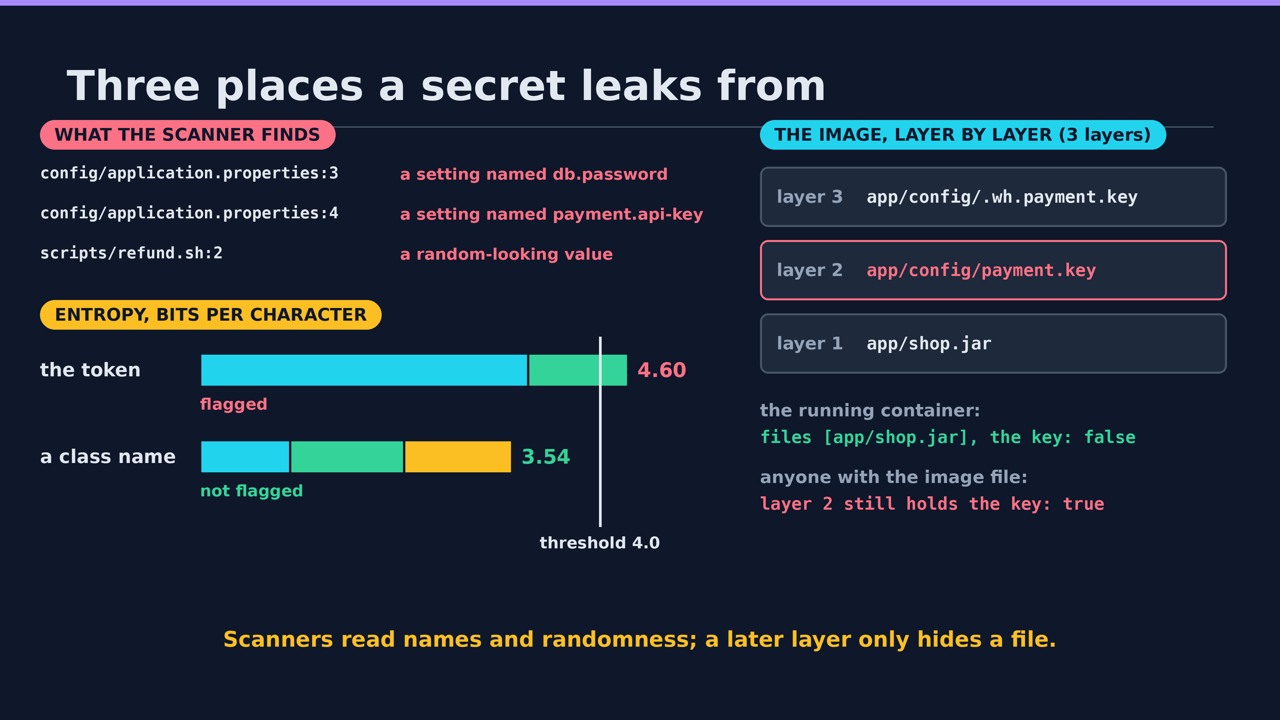 Three places a secret leaks from
WHAT THE SCANNER FINDS
config/application.properties:3 a setting named db.password
config/application.properties:4 a setting named payment.api-key
scripts/refund.sh:2 a random-looking value
ENTROPY, BITS PER CHARACTER
the token 4.60
flagged
a class name 3.54
not flagged
threshold 4.0
THE IMAGE, LAYER BY LAYER (3 layers)
layer 3 app/config/.wh.payment.key
layer 2 app/config/payment.key
layer 1 app/shop.jar
the running container:
files [app/shop.jar], the key: false
anyone with the image file:
layer 2 still holds the key: true
Scanners read names and randomness; a later layer only hides a file.